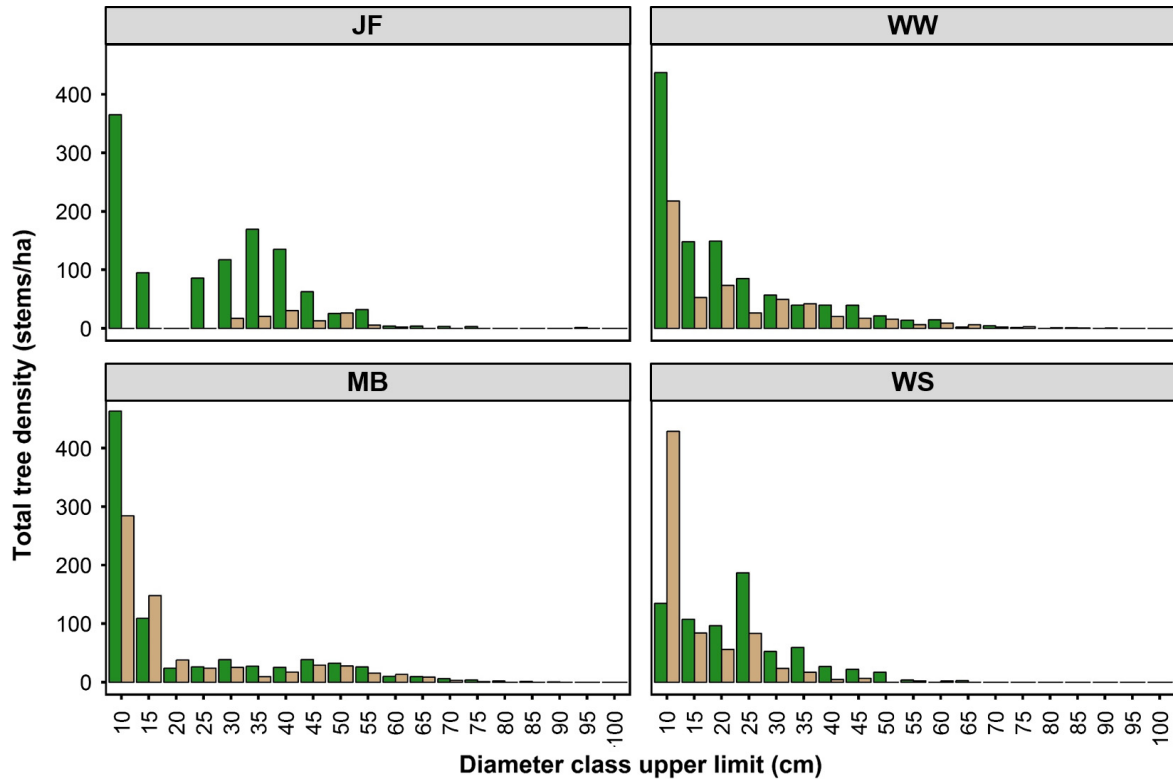 JF
WW
Total tree density (stems/ha)
400
300
200
100
0
MB
WS
400
300
200
100
0
10 15 20 25 30 35 40 45 50 55 60 65 70 75 80 85 90 95 100
10 15 20 25 30 35 40 45 50 55 60 65 70 75 80 85 90 95 100
Diameter class upper limit (cm)